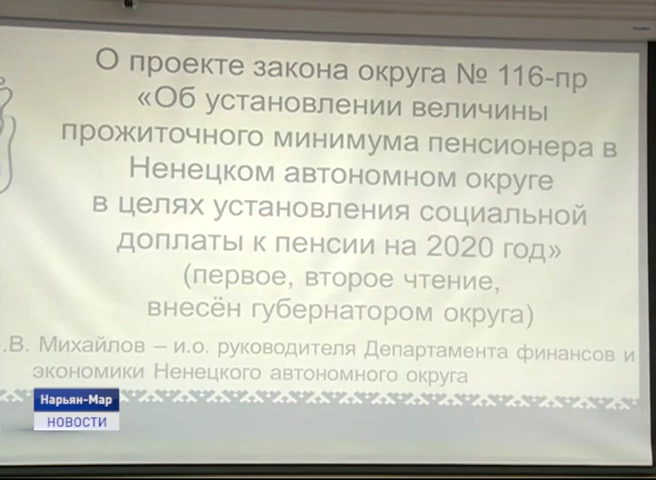 О проекте закона округа № 116-пр
«Об установлении величины
прожиточного минимума пенсионера в
Ненецком автономном округе
в целях установления социальной
доплаты к пенсии на 2020 год»
(первое, второе чтение,
внесён губернатором округа)
.В. Михайлов – и.о. руководителя Департамента финансов и
экономики Ненецкого автономного округа
Нарьян-Мар
НОВОСТИ